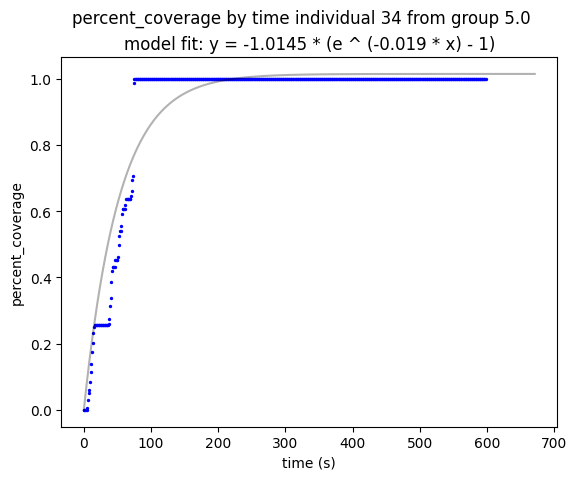 percent_coverage by time individual 34 from group 5.0
model fit: y = -1.0145 * (e ^ (-0.019 * x) - 1)
percent_coverage
1.0
0.8
0.6
0.4
0.2
0.0
0 100 200 300 400 500 600 700
time (s)